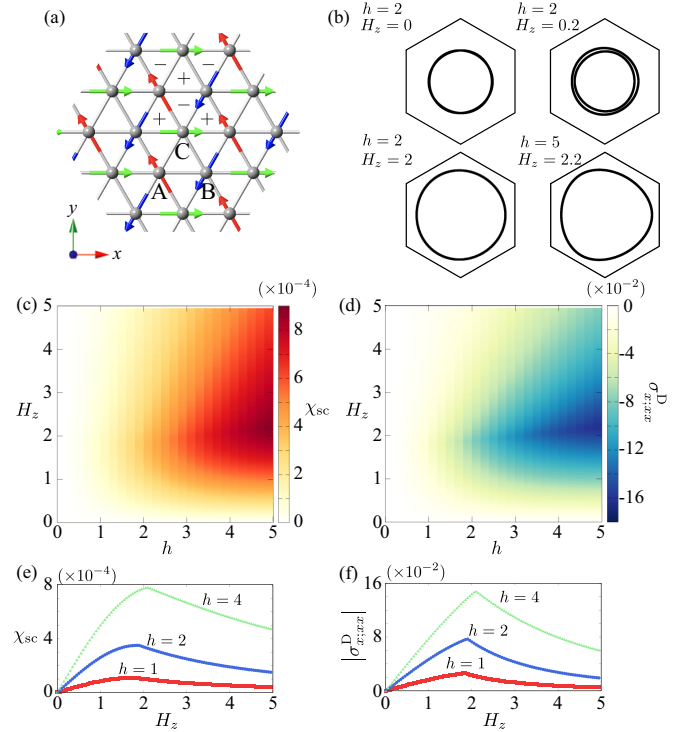 (a)
− −
+
−
+ +
C
A B
y
x
(b)
h = 2
H_z = 0
h = 2
H_z = 0.2
h = 2
H_z = 2
h = 5
H_z = 2.2
(c)
(×10⁻⁴)
5
4
3
H_z
2
1
0
0 1 2 3 4 5
h
8
6
χ_sc
4
2
0
(d)
(×10⁻²)
5
4
3
H_z
2
1
0
0 1 2 3 4 5
h
0
-4
-8
-12
-16
σ^D_{x;xx}
(e)
(×10⁻⁴)
8
χ_sc
4
0
h = 4
h = 2
h = 1
0 1 2 3 4 5
H_z
(f)
(×10⁻²)
16
|σ^D_{x;xx}|
8
0
h = 4
h = 2
h = 1
0 1 2 3 4 5
H_z